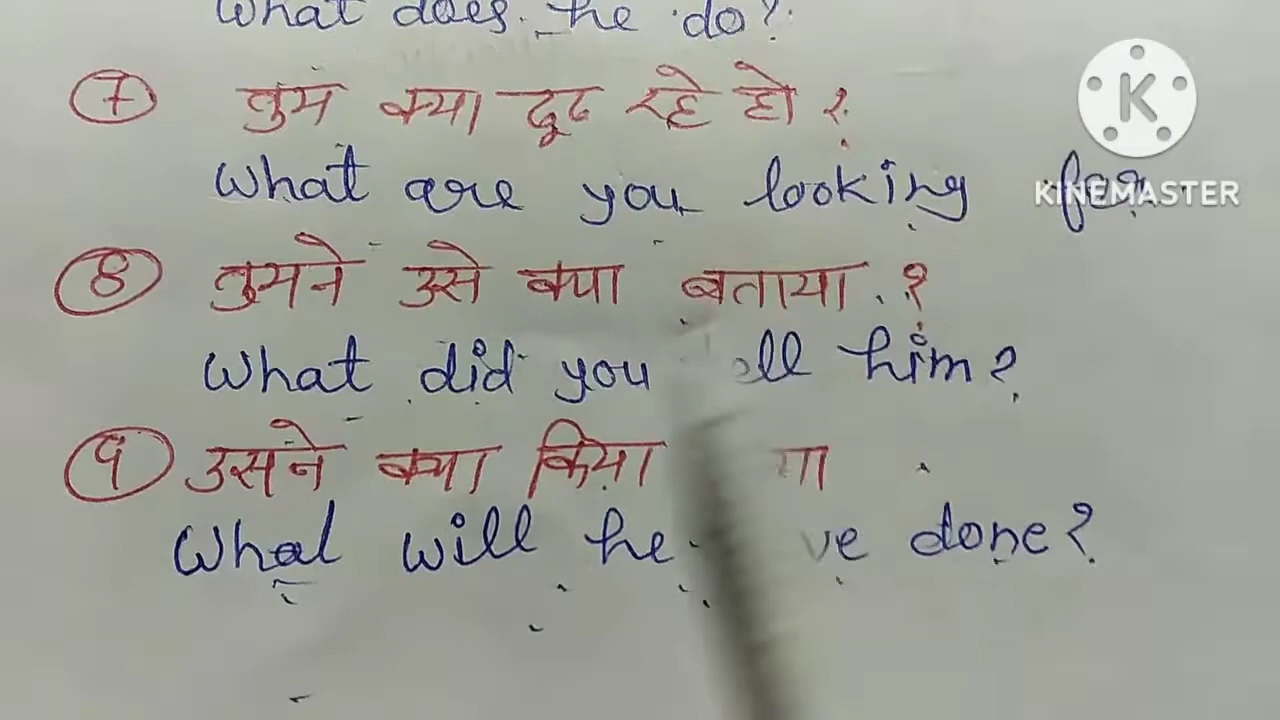 What does he do?
7 तुम क्या ढूढ रहे हो ?
What are you looking for
8 तुमने उसे क्या बताया . ?
What did you ell him?
9 उसने क्या किया गा
What will he ve done?
K
KINEMASTER